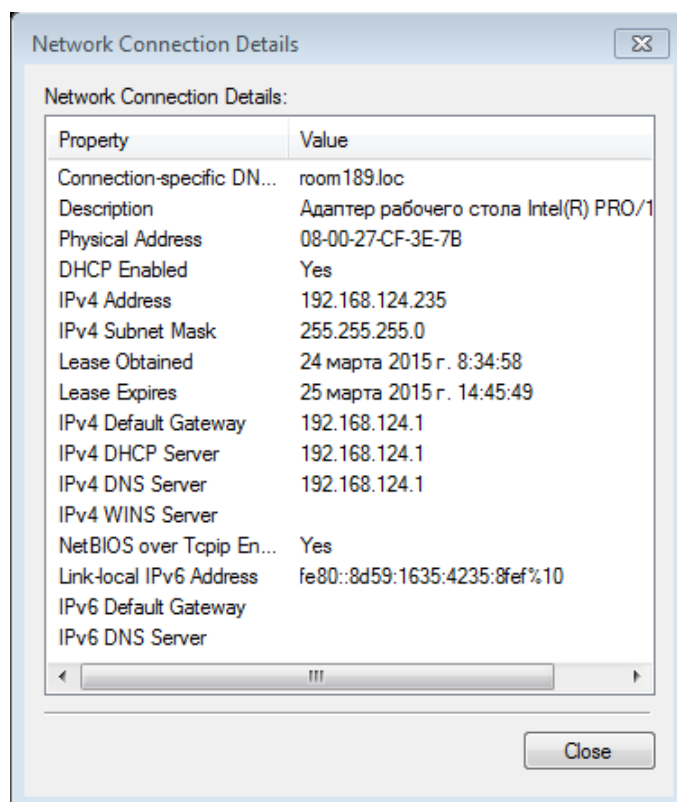 Network Connection Details
Network Connection Details:
Property Value
Connection-specific DN... room189.loc
Description Адаптер рабочего стола Intel(R) PRO/1
Physical Address 08-00-27-CF-3E-7B
DHCP Enabled Yes
IPv4 Address 192.168.124.235
IPv4 Subnet Mask 255.255.255.0
Lease Obtained 24 марта 2015 г. 8:34:58
Lease Expires 25 марта 2015 г. 14:45:49
IPv4 Default Gateway 192.168.124.1
IPv4 DHCP Server 192.168.124.1
IPv4 DNS Server 192.168.124.1
IPv4 WINS Server
NetBIOS over Tcpip En... Yes
Link-local IPv6 Address fe80::8d59:1635:4235:8fef%10
IPv6 Default Gateway
IPv6 DNS Server
Close